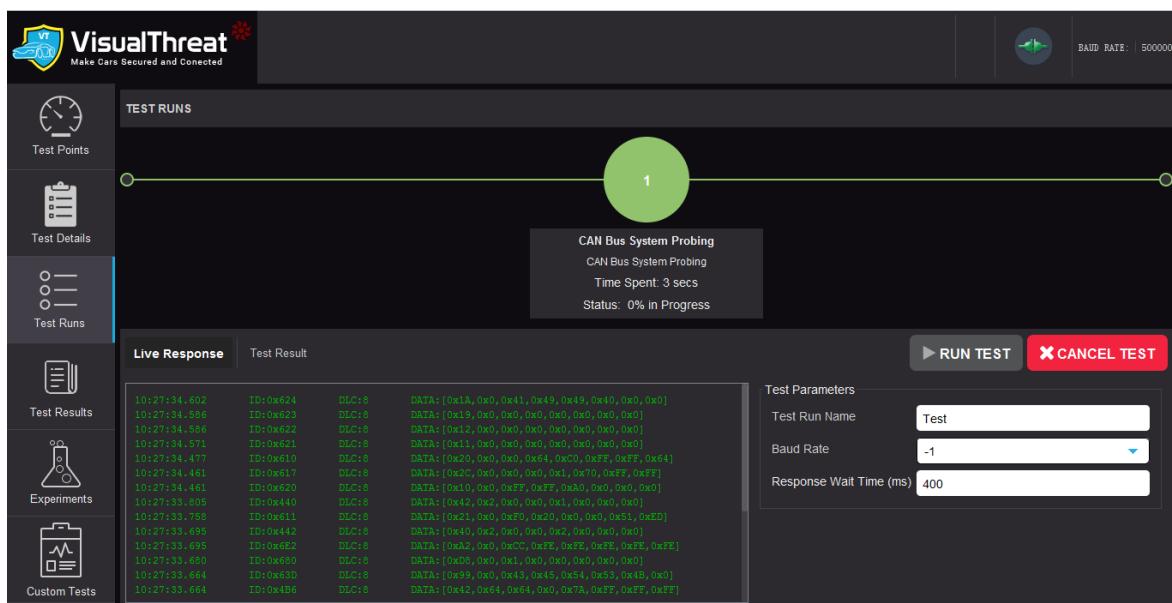 VT
VisualThreat
Make Cars Secured and Conected
BAUD RATE: 500000
Test Points
Test Details
Test Runs
Test Results
Experiments
Custom Tests
TEST RUNS
1
CAN Bus System Probing
CAN Bus System Probing
Time Spent: 3 secs
Status: 0% in Progress
Live Response Test Result
RUN TEST CANCEL TEST
10:27:34.602 ID:0x624 DLC:8 DATA:[0x1A,0x0,0x41,0x49,0x49,0x40,0x0,0x0]
10:27:34.586 ID:0x623 DLC:8 DATA:[0x19,0x0,0x0,0x0,0x0,0x0,0x0,0x0]
10:27:34.586 ID:0x622 DLC:8 DATA:[0x12,0x0,0x0,0x0,0x0,0x0,0x0,0x0]
10:27:34.571 ID:0x621 DLC:8 DATA:[0x11,0x0,0x0,0x0,0x0,0x0,0x0,0x0]
10:27:34.477 ID:0x610 DLC:8 DATA:[0x20,0x0,0x0,0x64,0xC0,0xFF,0xFF,0x64]
10:27:34.461 ID:0x617 DLC:8 DATA:[0x2C,0x0,0x0,0x0,0x1,0x70,0xFF,0xFF]
10:27:34.461 ID:0x620 DLC:8 DATA:[0x10,0x0,0xFF,0xFF,0xA0,0x0,0x0,0x0]
10:27:33.805 ID:0x440 DLC:8 DATA:[0x42,0x2,0x0,0x0,0x1,0x0,0x0,0x0]
10:27:33.758 ID:0x611 DLC:8 DATA:[0x21,0x0,0xF0,0x20,0x0,0x0,0x51,0xED]
10:27:33.695 ID:0x442 DLC:8 DATA:[0x40,0x2,0x0,0x0,0x2,0x0,0x0,0x0]
10:27:33.695 ID:0x6E2 DLC:8 DATA:[0xA2,0x0,0xCC,0xFE,0xFE,0xFE,0xFE,0xFE]
10:27:33.680 ID:0x680 DLC:8 DATA:[0xD8,0x0,0x1,0x0,0x0,0x0,0x0,0x0]
10:27:33.664 ID:0x63D DLC:8 DATA:[0x99,0x0,0x43,0x45,0x54,0x53,0x4B,0x0]
10:27:33.664 ID:0x4B6 DLC:8 DATA:[0x42,0x64,0x64,0x0,0x7A,0xFF,0xFF,0xFF]
Test Parameters
Test Run Name Test
Baud Rate -1
Response Wait Time (ms) 400